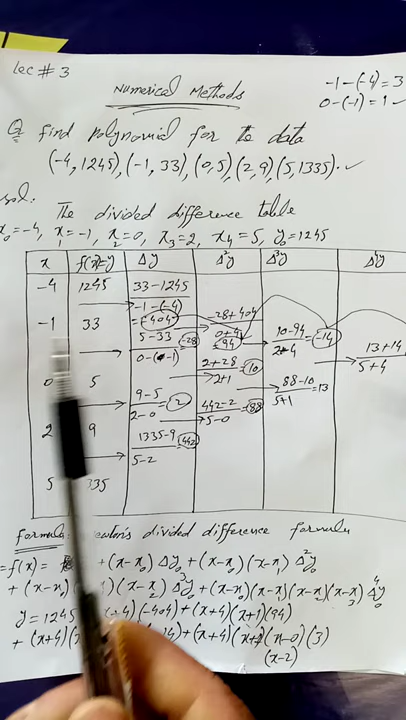 Lec # 3
-1-(-4)=3
Numerical Methods
0-(-1)=1 ✓
Q find Polynomial for the data
(-4, 1245), (-1, 33), (0, 5) (2, 9) (5, 1335). ✓
sol.
The divided difference table
x₀=-4, x₁=-1, x₂=0, x₃=2, x₄=5, y₀=1245
x f(x)=y Δy Δ²y Δ³y Δ⁴y
-4 1245 33-1245
-1-(-4)
=-404 -28+404
-1 33 5-33 0+4 10-94
=-28 =94 2+4 =-14 13+14
0-(-1) 2+28 =10 5+4
0 5 9-5 2+1 88-10 =13
2-0 =2 442-2 =88 5+1
2 9 1335-9 =442 5-0
5-2
5 335
Formula divided difference formula
=f(x)= +(x-x₀)Δy₀+(x-x₀)(x-x₁)Δ²y₀
+(x-x₀) (x-x₂)Δ³y₀+(x-x₀)(x-x₁)(x-x₂)(x-x₃)Δ⁴y₀
y=1245 +4)(-404)+(x+4)(x+1)(94)
+(x+4)( 14)+(x+4)(x+1)(x-0)(3)
(x-2)